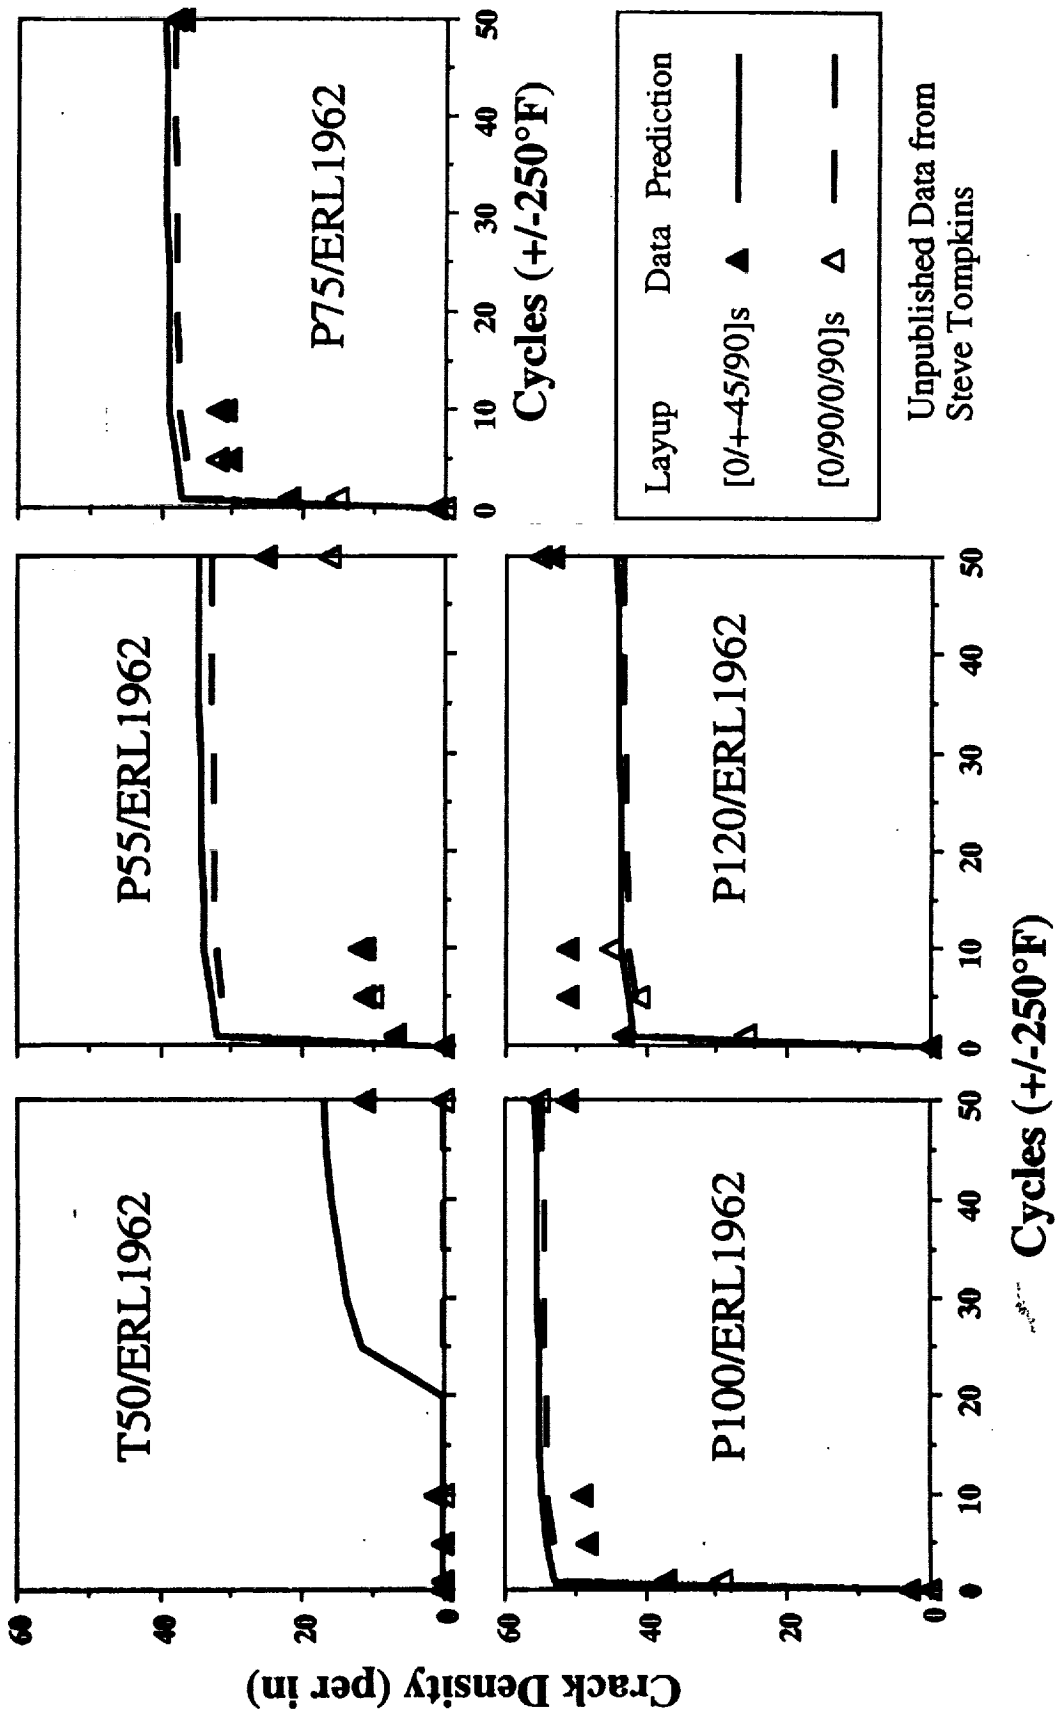 T50/ERL1962
P55/ERL1962
P75/ERL1962
60
40
20
0
0
10
20
30
40
50
Cycles (+/-250°F)
P100/ERL1962
P120/ERL1962
60
40
20
0
0
10
20
30
40
50
0
10
20
30
40
50
Crack Density (per in)
Cycles (+/-250°F)
Layup Data Prediction
[0/+-45/90]s
[0/90/0/90]s
Unpublished Data from
Steve Tompkins